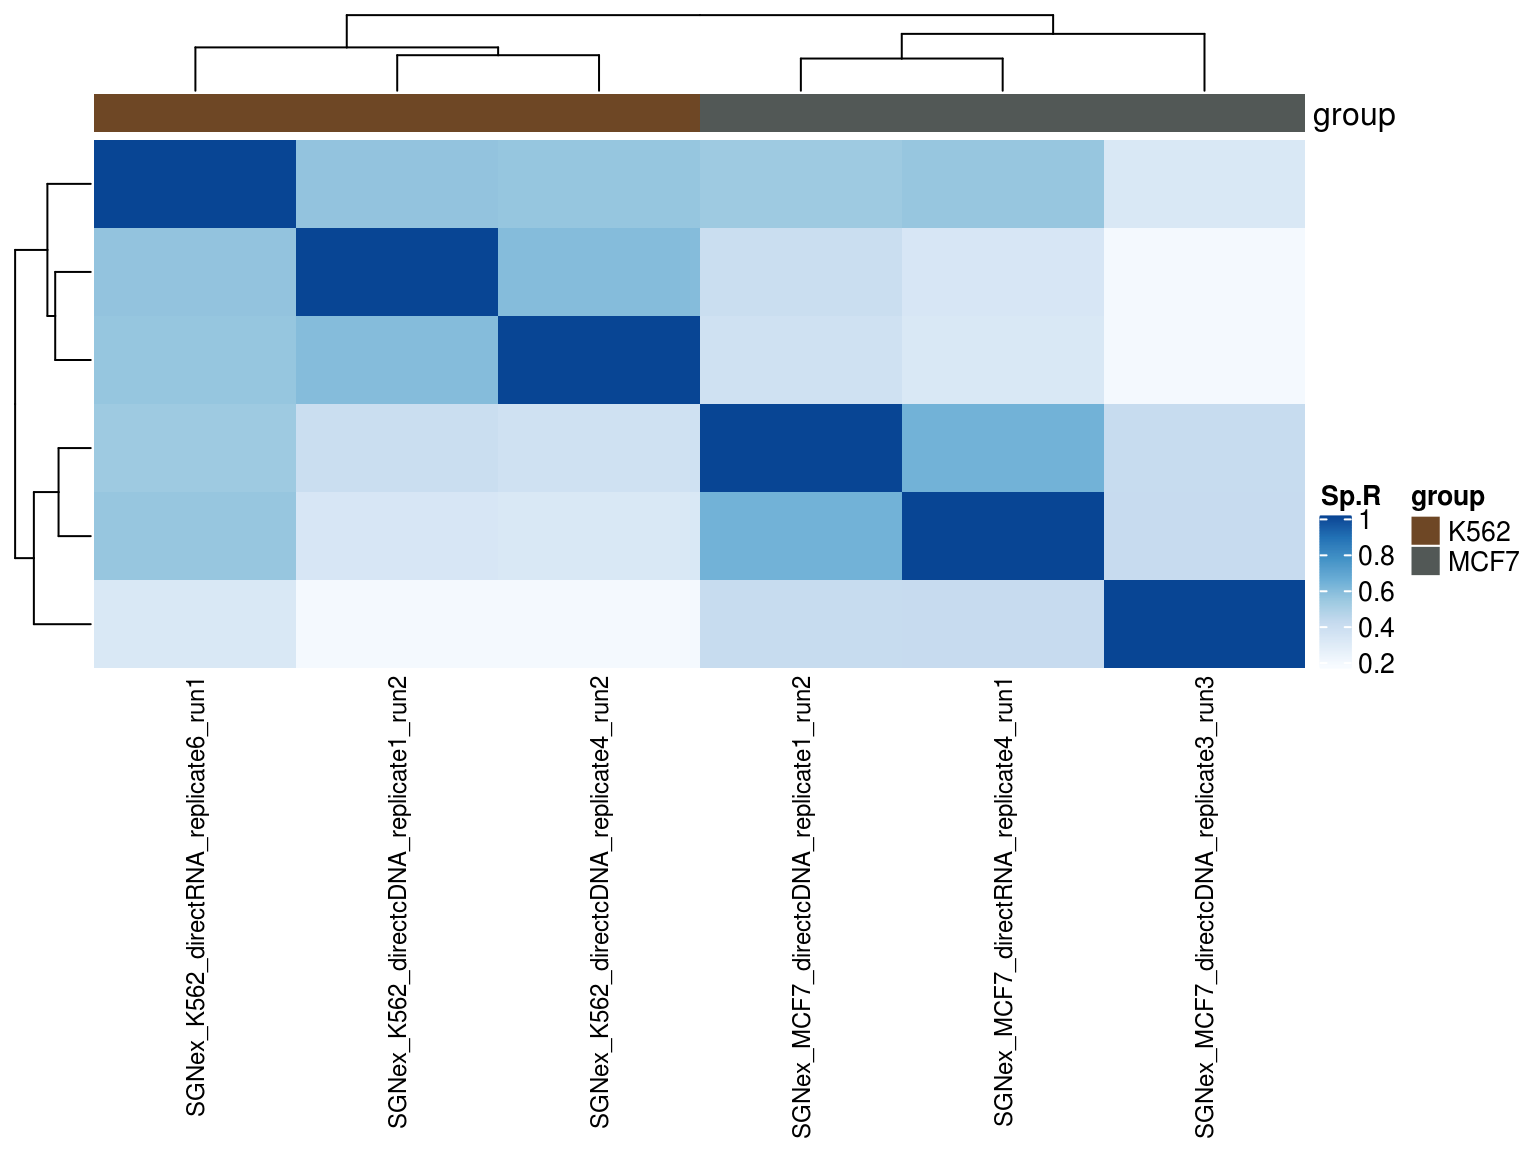 group
Sp.R
1
0.8
0.6
0.4
0.2
group
K562
MCF7
SGNex_K562_directRNA_replicate6_run1
SGNex_K562_directcDNA_replicate1_run2
SGNex_K562_directcDNA_replicate4_run2
SGNex_MCF7_directcDNA_replicate1_run2
SGNex_MCF7_directRNA_replicate4_run1
SGNex_MCF7_directcDNA_replicate3_run3